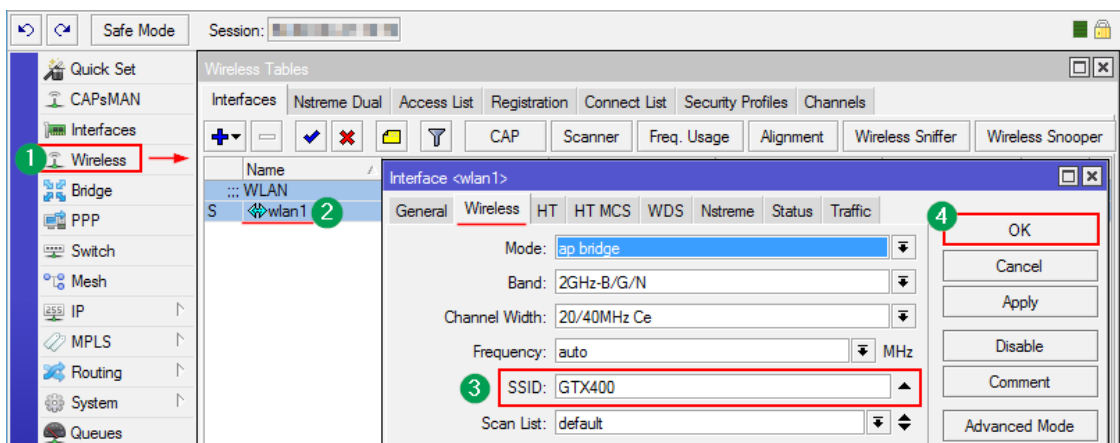 Safe Mode Session:
Quick Set
CAPsMAN
Interfaces
1 Wireless
Bridge
PPP
Switch
Mesh
255 IP
MPLS
Routing
System
Queues
Wireless Tables
Interfaces Nstreme Dual Access List Registration Connect List Security Profiles Channels
CAP Scanner Freq. Usage Alignment Wireless Sniffer Wireless Snooper
Name
::: WLAN
S wlan1 2
Interface <wlan1>
General Wireless HT HT MCS WDS Nstreme Status Traffic
Mode: ap bridge
Band: 2GHz-B/G/N
Channel Width: 20/40MHz Ce
Frequency: auto MHz
3 SSID: GTX400
Scan List: default
4 OK
Cancel
Apply
Disable
Comment
Advanced Mode